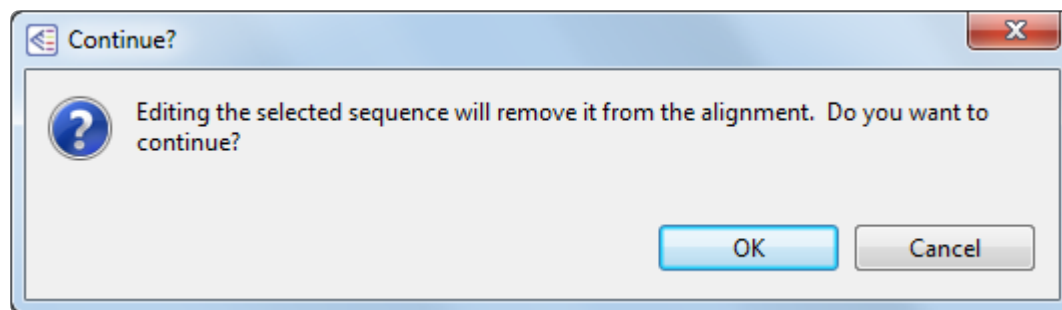 Continue?
Editing the selected sequence will remove it from the alignment.  Do you want to
continue?
OK
Cancel